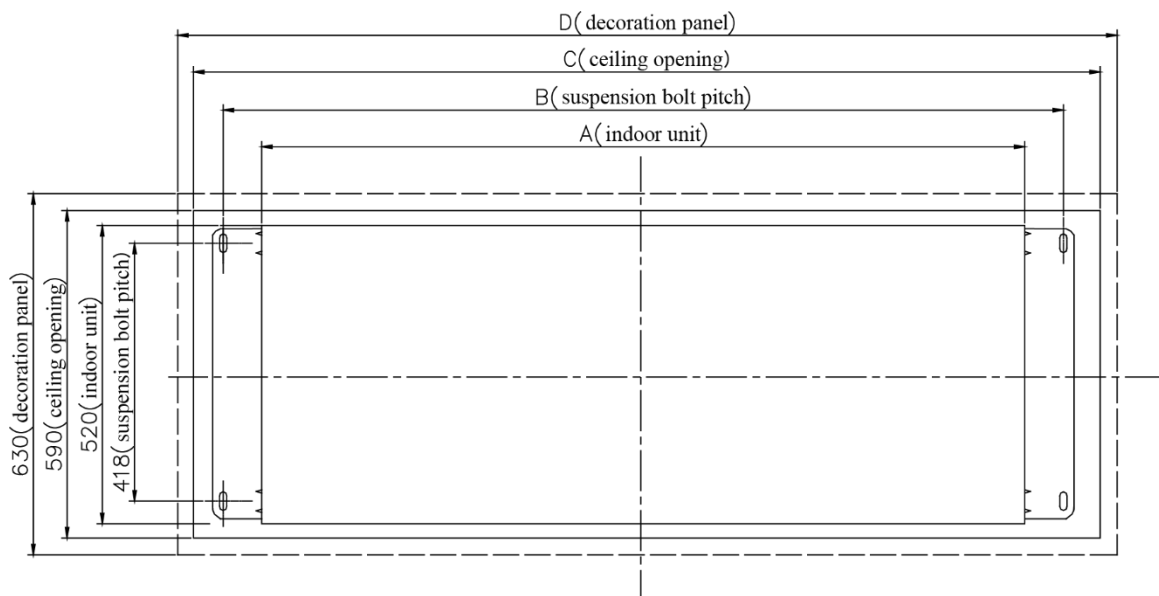 D(decoration panel)
C(ceiling opening)
B(suspension bolt pitch)
A(indoor unit)
630(decoration panel)
590(ceiling opening)
520(indoor unit)
418(suspension bolt pitch)